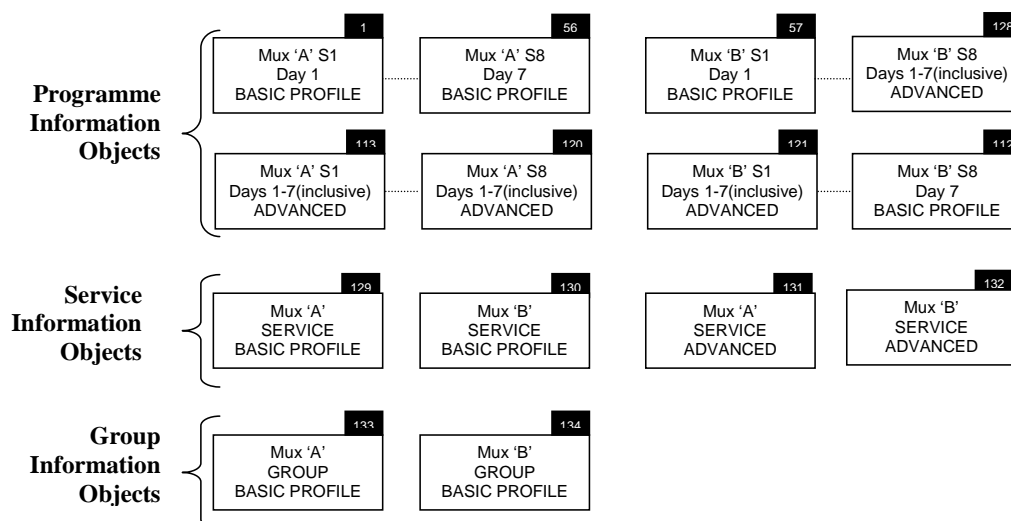 Programme
Information
Objects
1
Mux 'A' S1
Day 1
BASIC PROFILE
56
Mux 'A' S8
Day 7
BASIC PROFILE
57
Mux 'B' S1
Day 1
BASIC PROFILE
128
Mux 'B' S8
Days 1-7(inclusive)
ADVANCED
113
Mux 'A' S1
Days 1-7(inclusive)
ADVANCED
120
Mux 'A' S8
Days 1-7(inclusive)
ADVANCED
121
Mux 'B' S1
Days 1-7(inclusive)
ADVANCED
112
Mux 'B' S8
Day 7
BASIC PROFILE
Service
Information
Objects
129
Mux 'A'
SERVICE
BASIC PROFILE
130
Mux 'B'
SERVICE
BASIC PROFILE
131
Mux 'A'
SERVICE
ADVANCED
132
Mux 'B'
SERVICE
ADVANCED
Group
Information
Objects
133
Mux 'A'
GROUP
BASIC PROFILE
134
Mux 'B'
GROUP
BASIC PROFILE